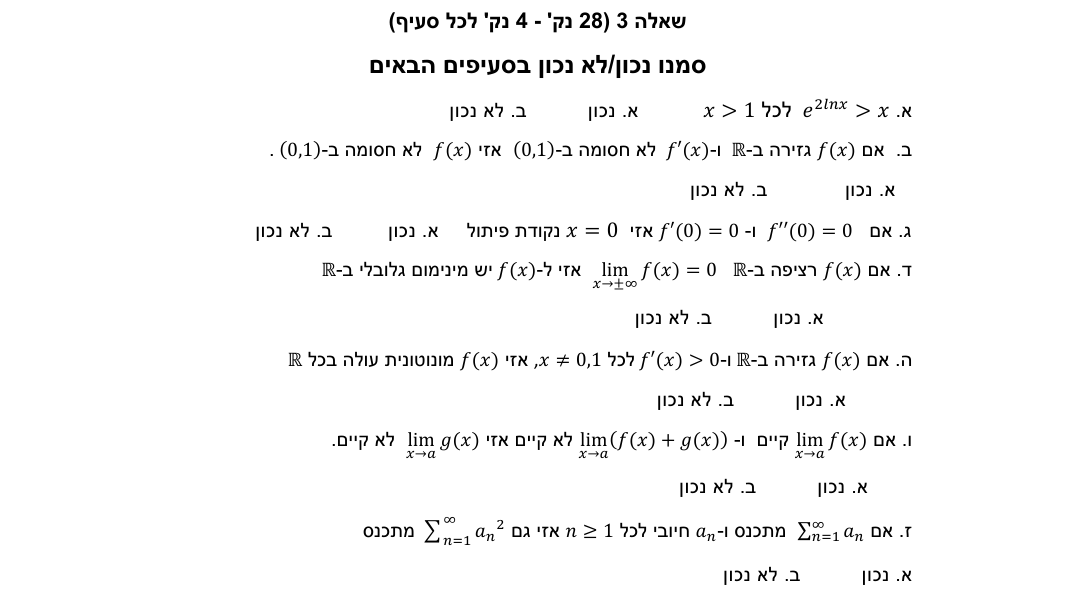 שאלה 3 (28 נק' - 4 נק' לכל סעיף)
סמנו נכון/לא נכון בסעיפים הבאים
א. e^{2lnx} > x לכל x > 1 א. נכון ב. לא נכון
ב. אם f(x) גזירה ב-ℝ ו-f′(x) לא חסומה ב-(0,1) אזי f(x) לא חסומה ב-(0,1) .
א. נכון ב. לא נכון
ג. אם f′′(0) = 0 ו- f′(0) = 0 אזי x = 0 נקודת פיתול א. נכון ב. לא נכון
ד. אם f(x) רציפה ב-ℝ lim_{x→±∞} f(x) = 0 אזי ל-f(x) יש מינימום גלובלי ב-ℝ
א. נכון ב. לא נכון
ה. אם f(x) גזירה ב-ℝ ו-f′(x) > 0 לכל x ≠ 0,1, אזי f(x) מונוטונית עולה בכל ℝ
א. נכון ב. לא נכון
ו. אם lim_{x→a} f(x) קיים ו- lim_{x→a} (f(x) + g(x)) לא קיים אזי lim_{x→a} g(x) לא קיים.
א. נכון ב. לא נכון
ז. אם ∑_{n=1}^{∞} a_n מתכנס ו-a_n חיובי לכל n ≥ 1 אזי גם ∑_{n=1}^{∞} a_n^2 מתכנס
א. נכון ב. לא נכון